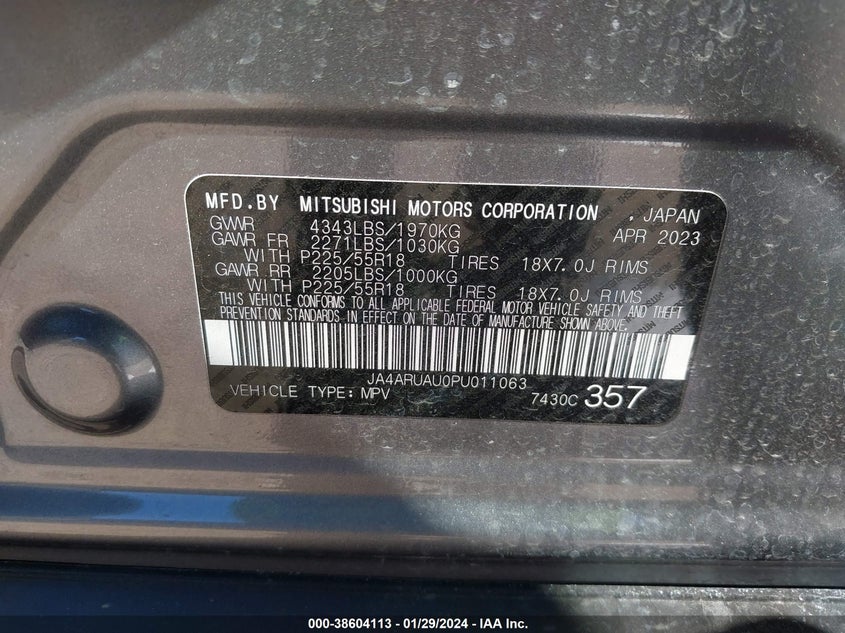 MFD.BY MITSUBISHI MOTORS CORPORATION , JAPAN
GVWR 4343LBS/1970KG APR 2023
GAWR FR 2271LBS/1030KG
WITH P225/55R18 TIRES 18X7.0J RIMS
GAWR RR 2205LBS/1000KG
WITH P225/55R18 TIRES 18X7.0J RIMS
THIS VEHICLE CONFORMS TO ALL APPLICABLE FEDERAL MOTOR VEHICLE SAFETY AND THEFT
PREVENTION STANDARDS IN EFFECT ON THE DATE OF MANUFACTURE SHOWN ABOVE.
JA4ARUAU0PU011063
VEHICLE TYPE: MPV 7430C 357
000-38604113 - 01/29/2024 - IAA Inc.